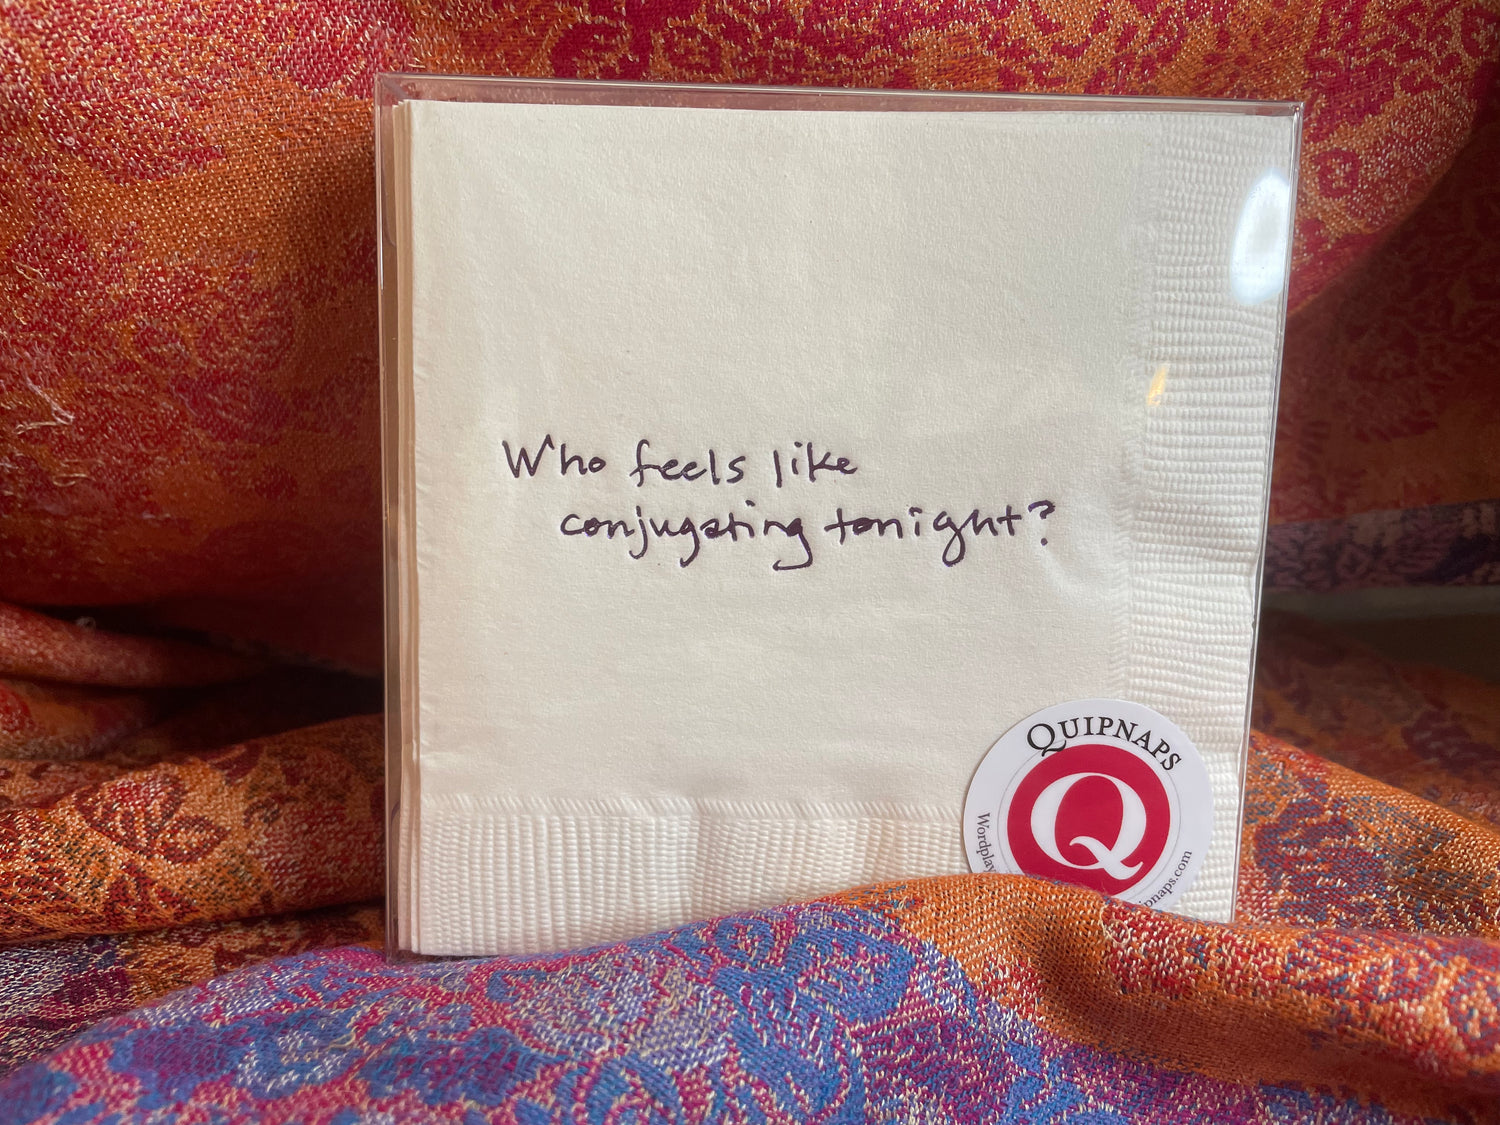 Who feels like
conjugating tonight?
QUIPNAPS
Q